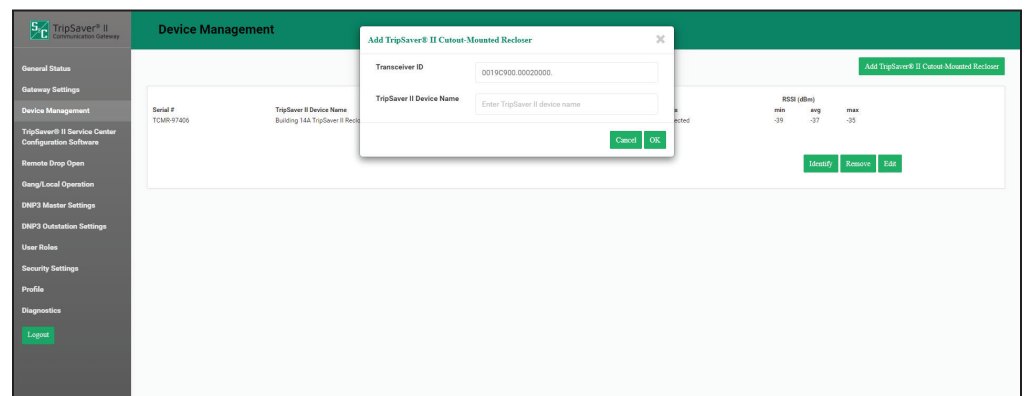 S&C TripSaver® II
Communication Gateway
Device Management
General Status
Gateway Settings
Device Management
TripSaver® II Service Center
Configuration Software
Remote Drop Open
Gang/Local Operation
DNP3 Master Settings
DNP3 Outstation Settings
User Roles
Security Settings
Profile
Diagnostics
Logout
Add TripSaver® II Cutout-Mounted Recloser
Serial #
TripSaver II Device Name
RSSI (dBm)
min avg max
TCMR-97406
Building 14A TripSaver II Reclo
ected
-39 -37 -35
Identify Remove Edit
Add TripSaver® II Cutout-Mounted Recloser
Transceiver ID
0019C900.00020000.
TripSaver II Device Name
Enter TripSaver II device name
Cancel OK